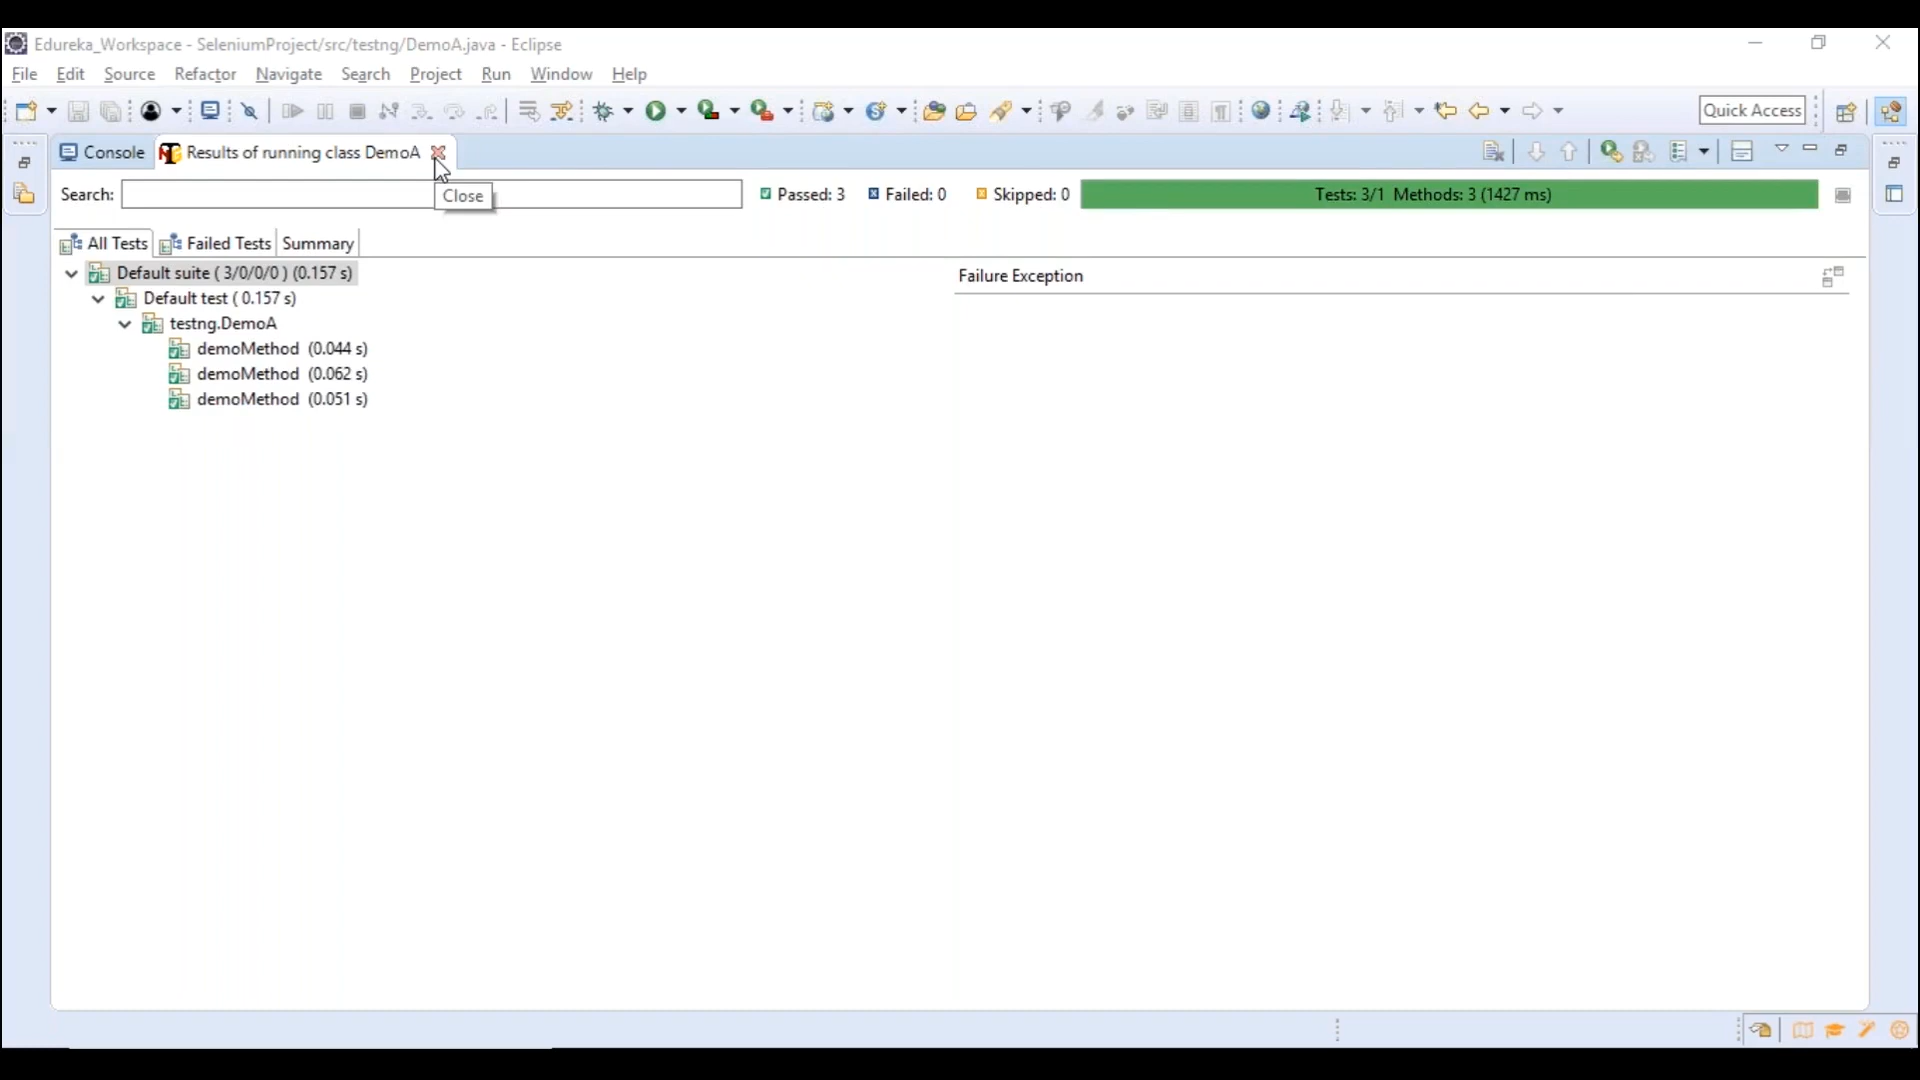 Edureka_Workspace - SeleniumProject/src/testng/DemoA.java - Eclipse
File Edit Source Refactor Navigate Search Project Run Window Help
Quick Access
Console Results of running class DemoA
Search: Close Passed: 3 Failed: 0 Skipped: 0 Tests: 3/1 Methods: 3 (1427 ms)
All Tests Failed Tests Summary
Default suite ( 3/0/0/0 ) (0.157 s)
Failure Exception
Default test ( 0.157 s)
testng.DemoA
demoMethod (0.044 s)
demoMethod (0.062 s)
demoMethod (0.051 s)